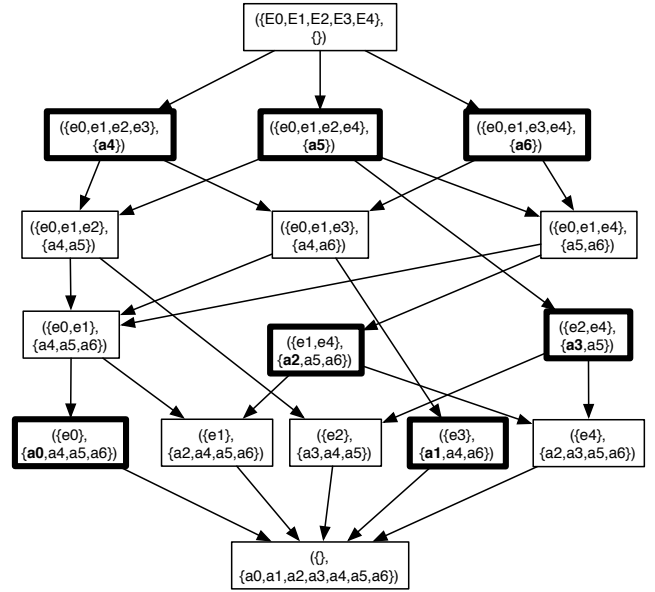 ({E0,E1,E2,E3,E4},
{})
({e0,e1,e2,e3},
{a4})
({e0,e1,e2,e4},
{a5})
({e0,e1,e3,e4},
{a6})
({e0,e1,e2},
{a4,a5})
({e0,e1,e3},
{a4,a6})
({e0,e1,e4},
{a5,a6})
({e0,e1},
{a4,a5,a6})
({e1,e4},
{a2,a5,a6})
({e2,e4},
{a3,a5})
({e0},
{a0,a4,a5,a6})
({e1},
{a2,a4,a5,a6})
({e2},
{a3,a4,a5})
({e3},
{a1,a4,a6})
({e4},
{a2,a3,a5,a6})
({},
{a0,a1,a2,a3,a4,a5,a6})